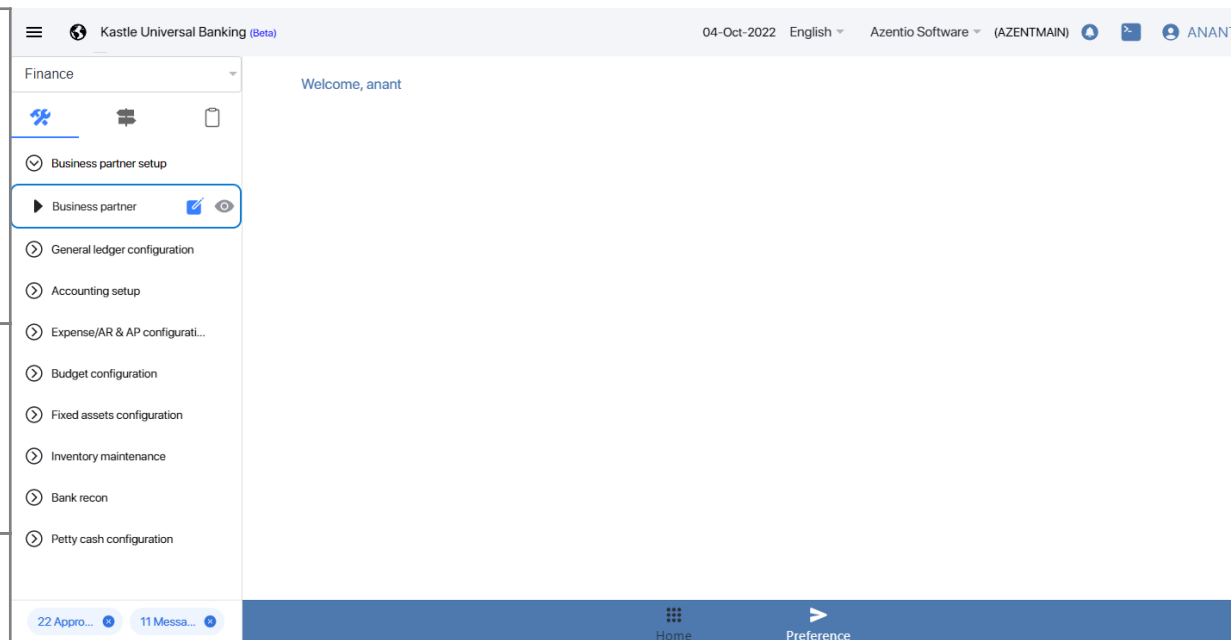 Kastle Universal Banking (Beta) 04-Oct-2022 English Azentio Software (AZENTMAIN) ANANT
Finance
Welcome, anant
Business partner setup
Business partner
General ledger configuration
Accounting setup
Expense/AR & AP configurati...
Budget configuration
Fixed assets configuration
Inventory maintenance
Bank recon
Petty cash configuration
22 Appro... 11 Messa...
Home Preference